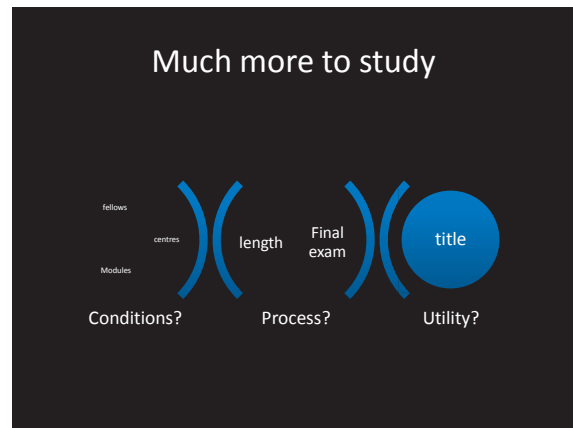 Much more to study
fellows
centres
Modules
Conditions?
length
Final
exam
Process?
title
Utility?